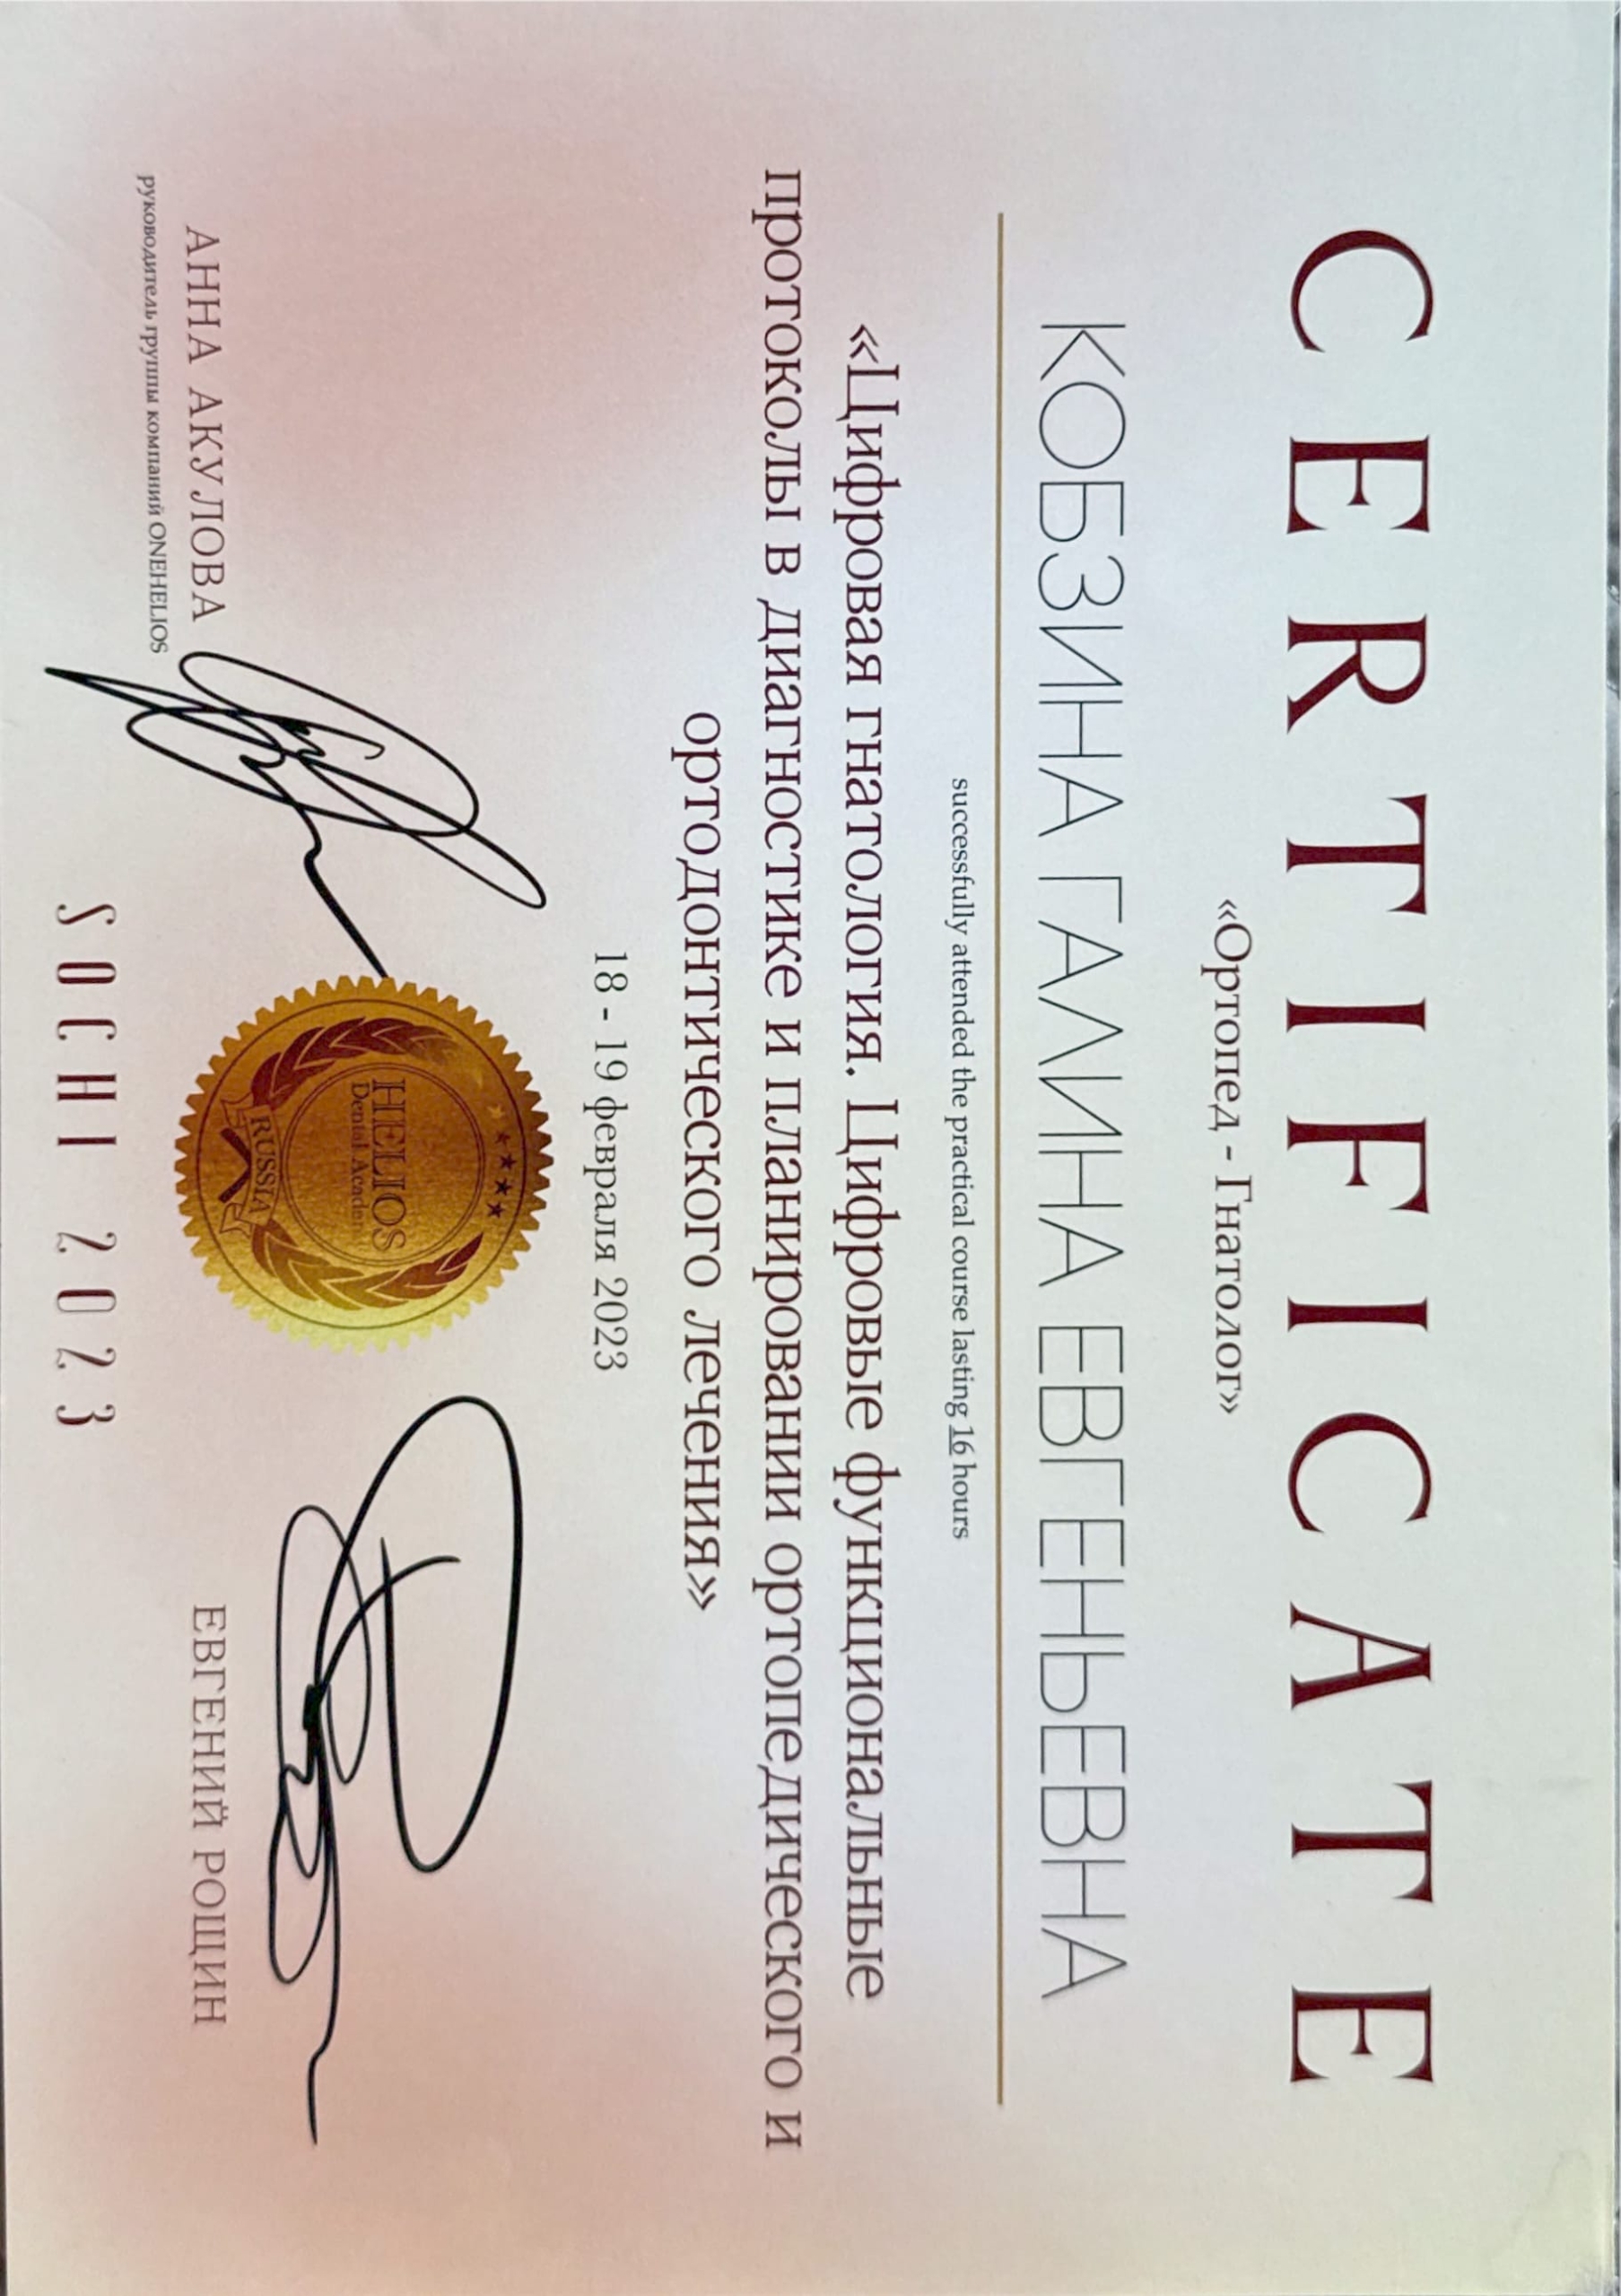 CERTIFICATE
«Ортопед - Гнатолог»
КОБЗИНА ГАЛИНА ЕВГЕНЬЕВНА
successfully attended the practical course lasting 16 hours
«Цифровая гнатология. Цифровые функциональные
протоколы в диагностике и планировании ортопедического и
ортодонтического лечения»
18 - 19 февраля 2023
HELIOS
Dental Academy
RUSSIA
АННА АКУЛОВА
руководитель группы компаний ONEHELIOS
ЕВГЕНИЙ РОЩИН
SOCHI 2023